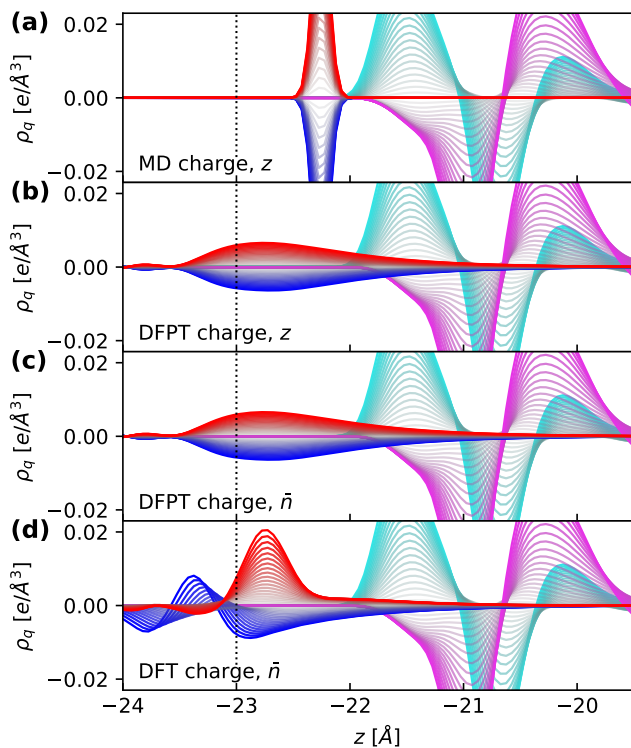 (a)
ρq [e/Å³]
0.02
0.00
−0.02
MD charge, z
(b)
ρq [e/Å³]
0.02
0.00
−0.02
DFPT charge, z
(c)
ρq [e/Å³]
0.02
0.00
−0.02
DFPT charge, n̄
(d)
ρq [e/Å³]
0.02
0.00
−0.02
DFT charge, n̄
−24 −23 −22 −21 −20
z [Å]